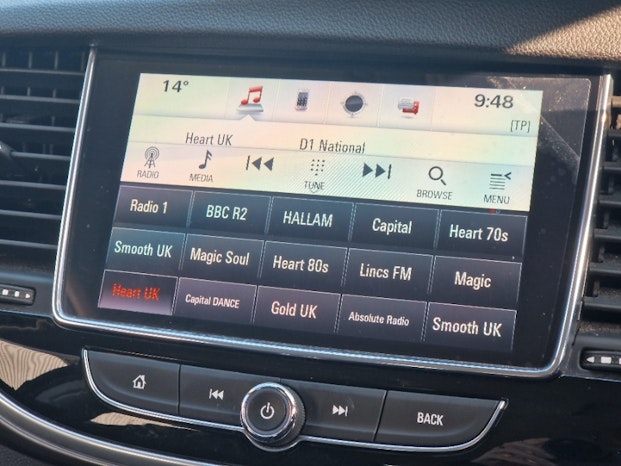 14° 9:48
[TP]
Heart UK D1 National
RADIO MEDIA TUNE BROWSE MENU
Radio 1 BBC R2 HALLAM Capital Heart 70s
Smooth UK Magic Soul Heart 80s Lincs FM Magic
Heart UK Capital DANCE Gold UK Absolute Radio Smooth UK
BACK